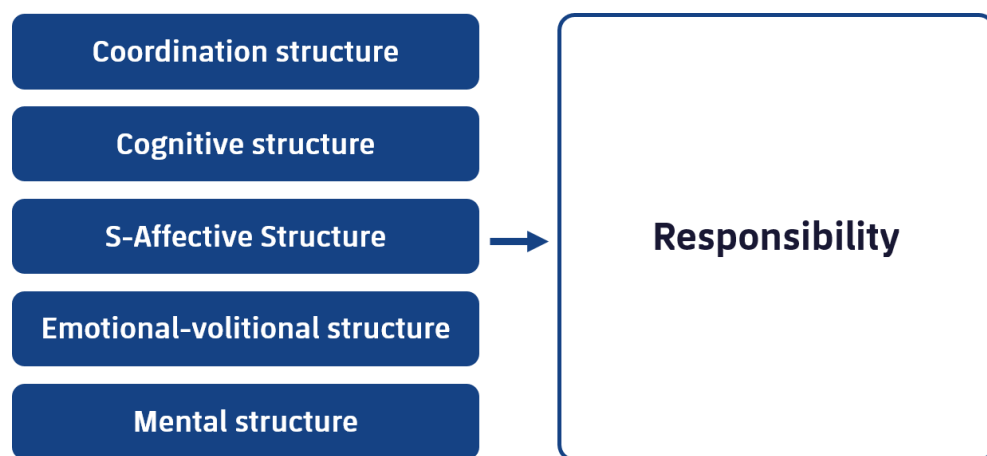 Coordination structure
Cognitive structure
S-Affective Structure
Emotional-volitional structure
Mental structure
Responsibility